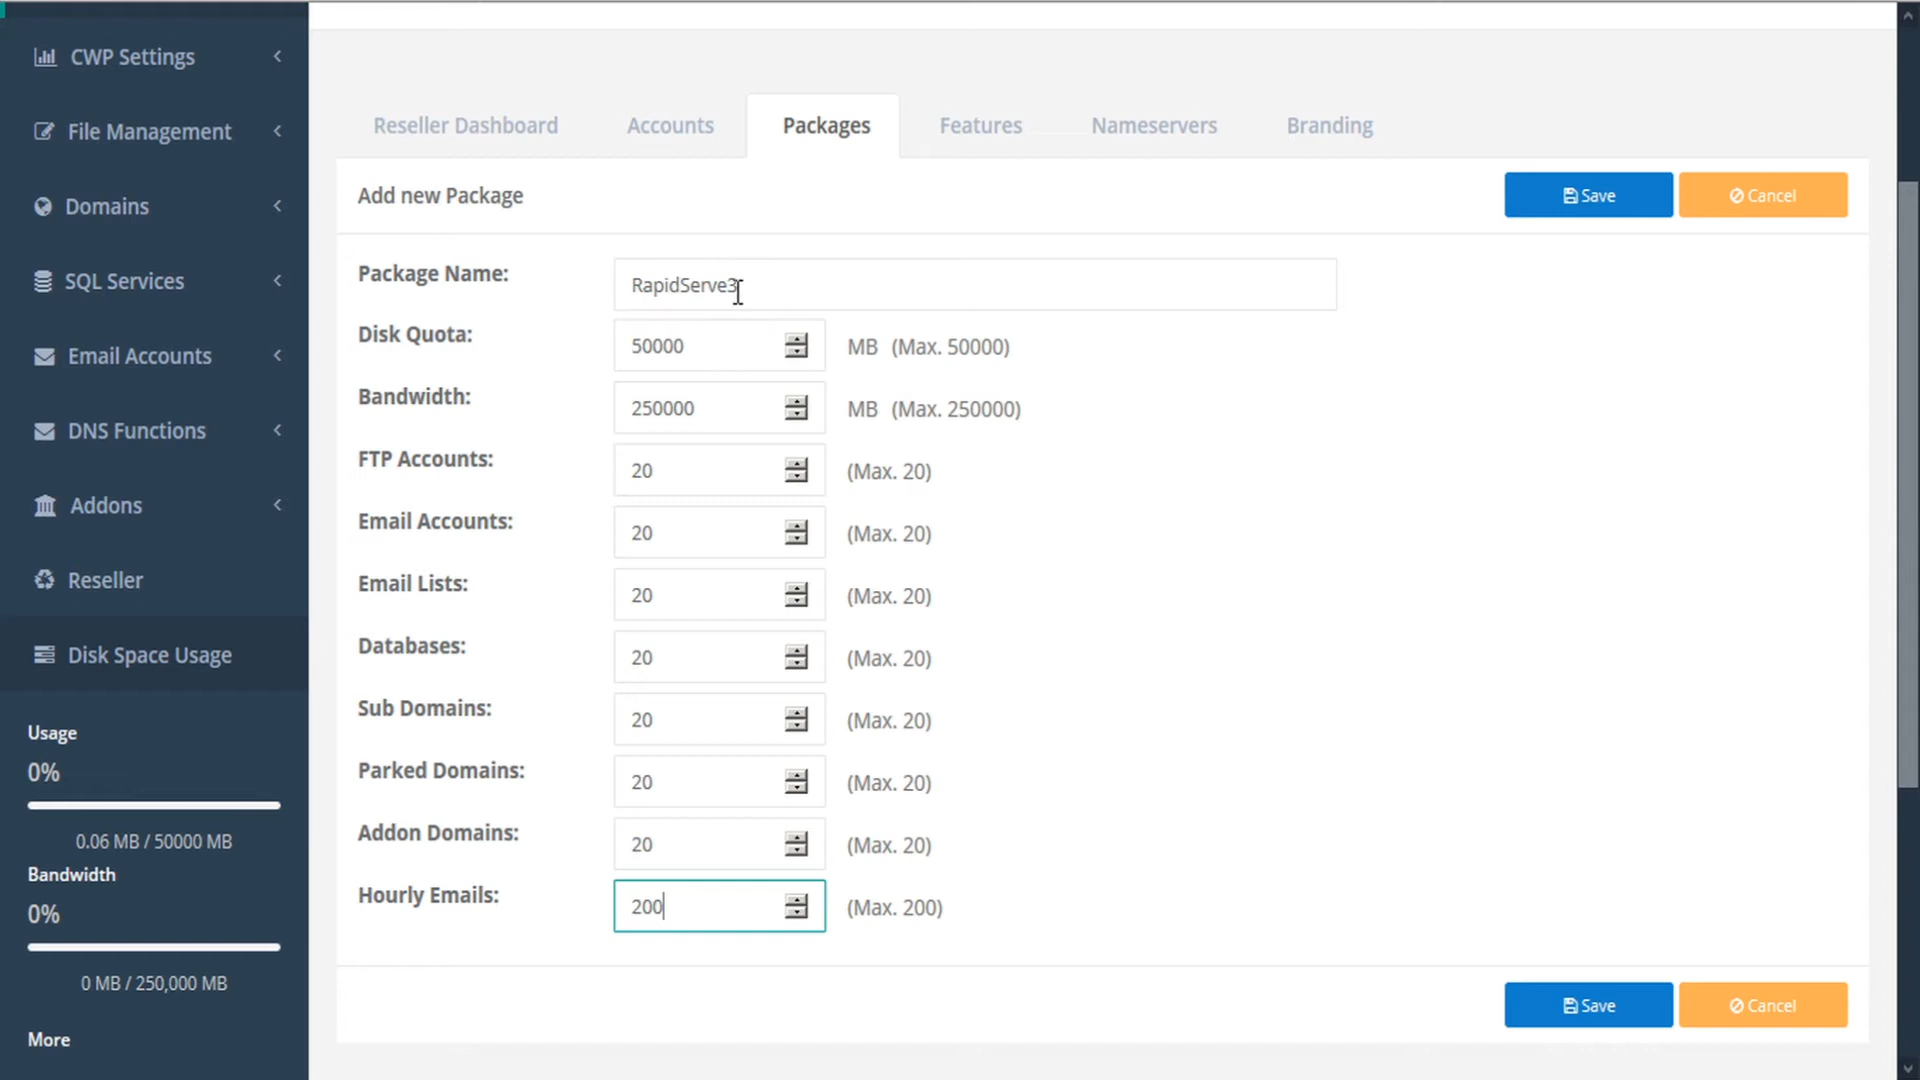 CWP Settings
File Management
Domains
SQL Services
Email Accounts
DNS Functions
Addons
Reseller
Disk Space Usage
Usage
0%
0.06 MB / 50000 MB
Bandwidth
0%
0 MB / 250,000 MB
More
Reseller Dashboard Accounts Packages Features Nameservers Branding
Add new Package Save Cancel
Package Name: RapidServe3
Disk Quota: 50000 MB (Max. 50000)
Bandwidth: 250000 MB (Max. 250000)
FTP Accounts: 20 (Max. 20)
Email Accounts: 20 (Max. 20)
Email Lists: 20 (Max. 20)
Databases: 20 (Max. 20)
Sub Domains: 20 (Max. 20)
Parked Domains: 20 (Max. 20)
Addon Domains: 20 (Max. 20)
Hourly Emails: 200 (Max. 200)
Save Cancel